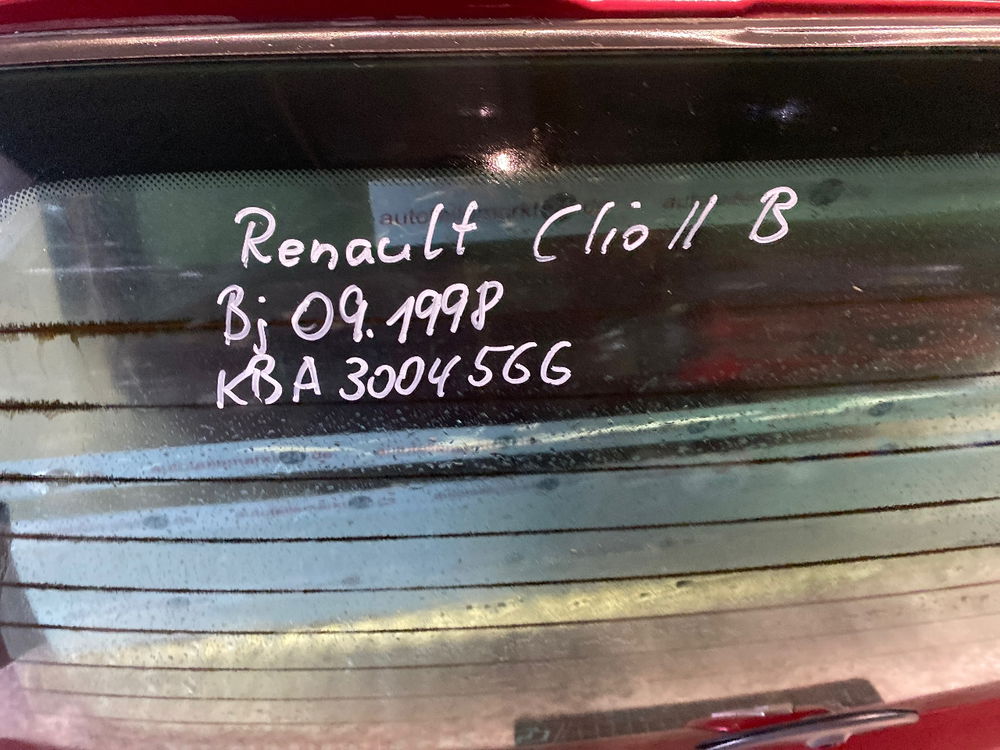 Renault Clio II B
Bj 09.1998
KBA 3004566